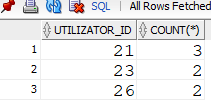 SQL | All Rows Fetched
UTILIZATOR_ID COUNT(*)
1 21 3
2 23 2
3 26 2